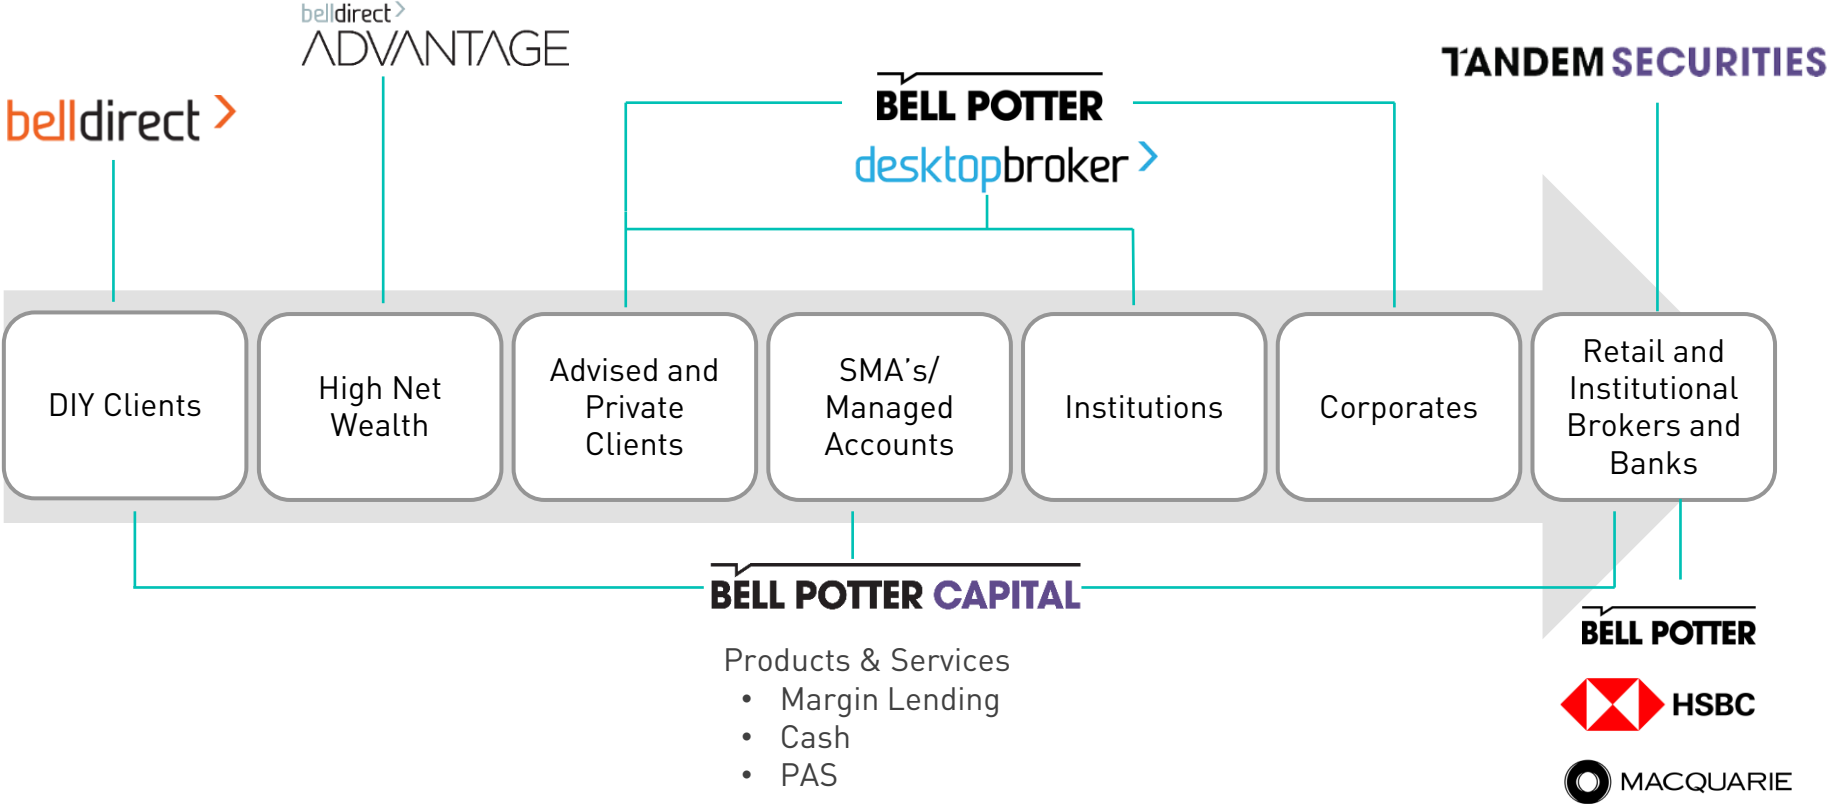 belldirect
ADVANTAGE
belldirect
BELL POTTER
desktopbroker
TANDEM SECURITIES
DIY Clients
High Net
Wealth
Advised and
Private
Clients
SMA's/
Managed
Accounts
Institutions
Corporates
Retail and
Institutional
Brokers and
Banks
BELL POTTER CAPITAL
Products & Services
• Margin Lending
• Cash
• PAS
BELL POTTER
HSBC
MACQUARIE